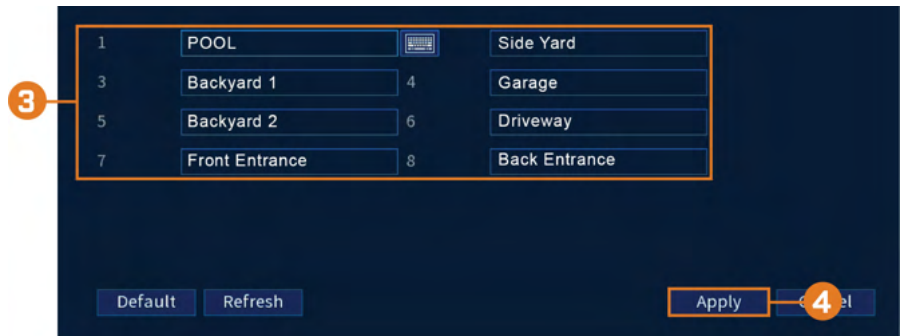 1 POOL Side Yard
3 Backyard 1 4 Garage
3
5 Backyard 2 6 Driveway
7 Front Entrance 8 Back Entrance
Default Refresh Apply 4